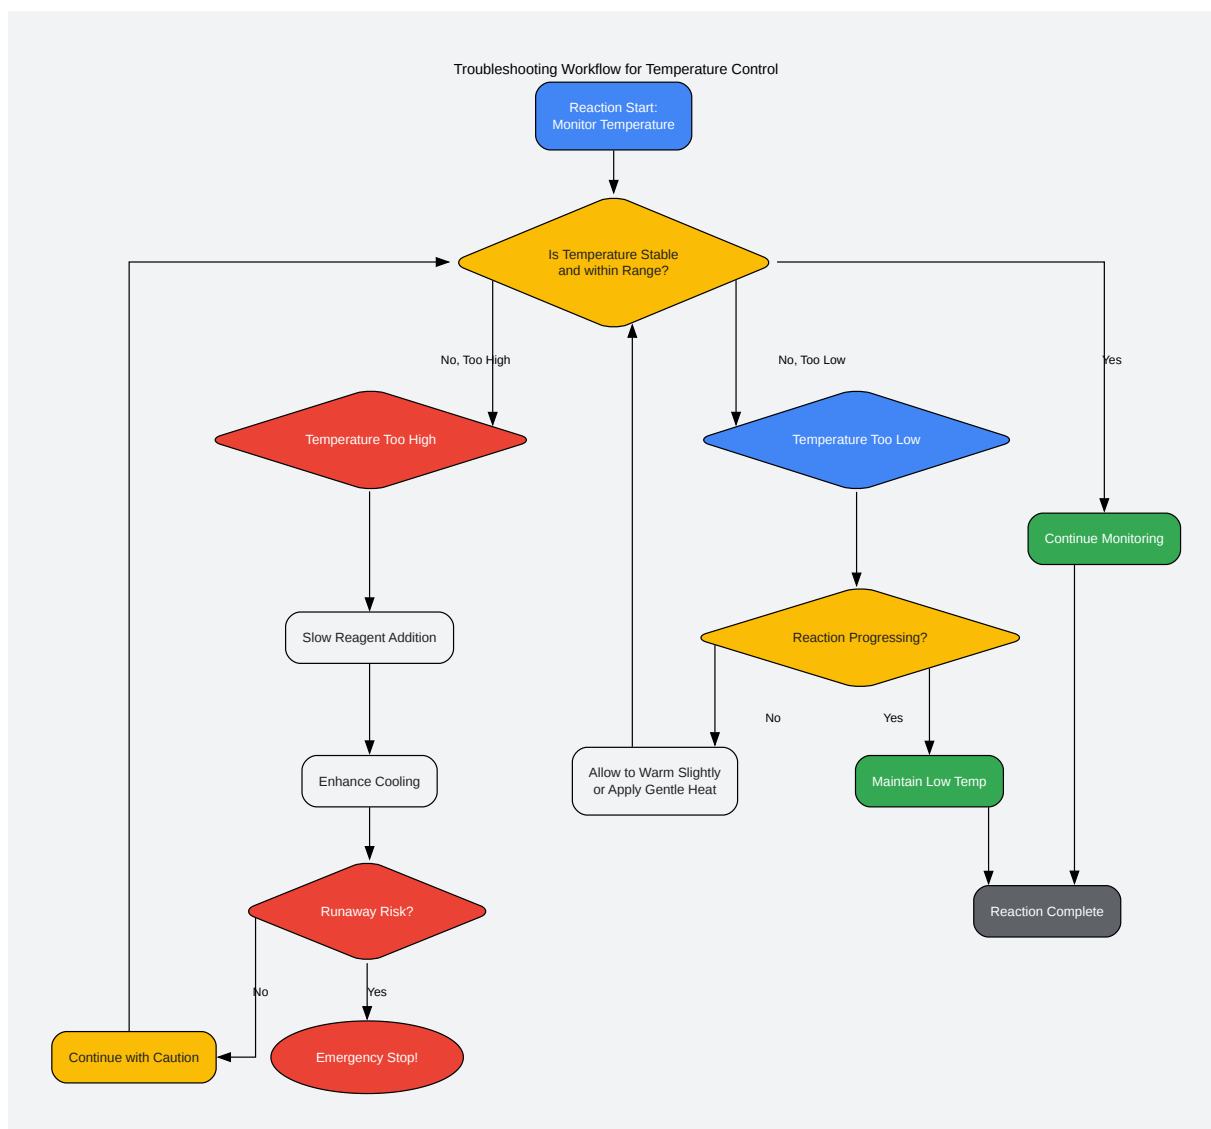 Troubleshooting Workflow for Temperature Control
Reaction Start:
Monitor Temperature
Is Temperature Stable
and within Range?
No, Too High
No, Too Low
Yes
Temperature Too High
Temperature Too Low
Continue Monitoring
Slow Reagent Addition
Reaction Progressing?
No
Yes
Enhance Cooling
Allow to Warm Slightly
or Apply Gentle Heat
Maintain Low Temp
Runaway Risk?
Reaction Complete
No
Yes
Continue with Caution
Emergency Stop!